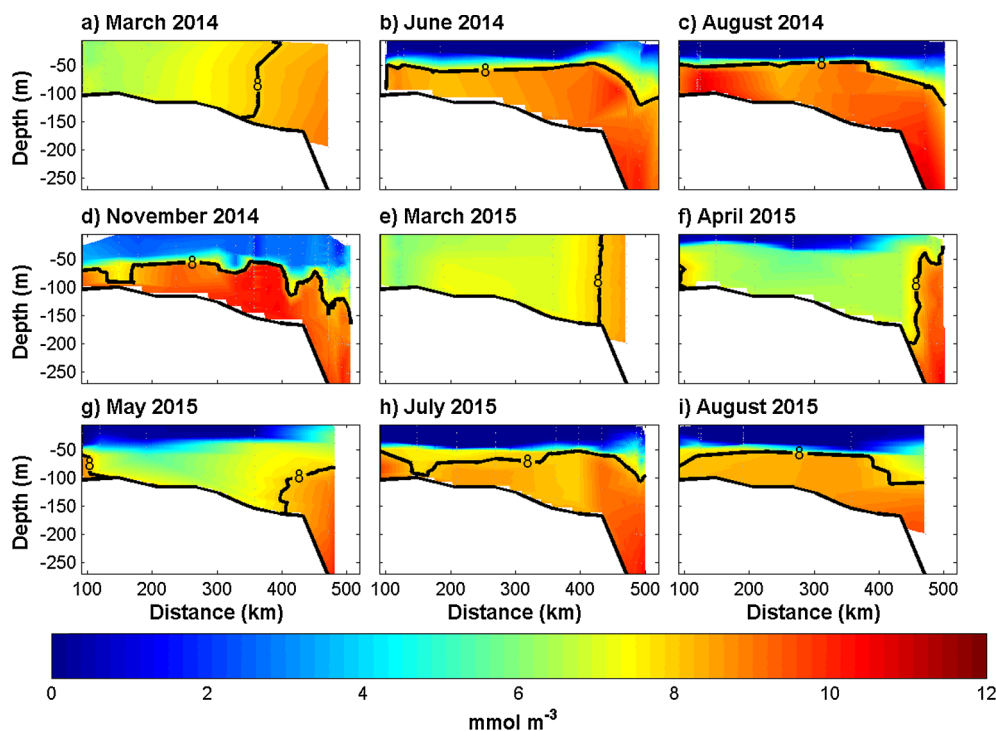 a) March 2014
b) June 2014
c) August 2014
Depth (m)
-50
-100
-150
-200
-250
8
8
8
d) November 2014
e) March 2015
f) April 2015
Depth (m)
-50
-100
-150
-200
-250
8
8
8
g) May 2015
h) July 2015
i) August 2015
Depth (m)
-50
-100
-150
-200
-250
8
8
8
8
100 200 300 400 500
100 200 300 400 500
100 200 300 400 500
Distance (km)
Distance (km)
Distance (km)
0 2 4 6 8 10 12
mmol m⁻³